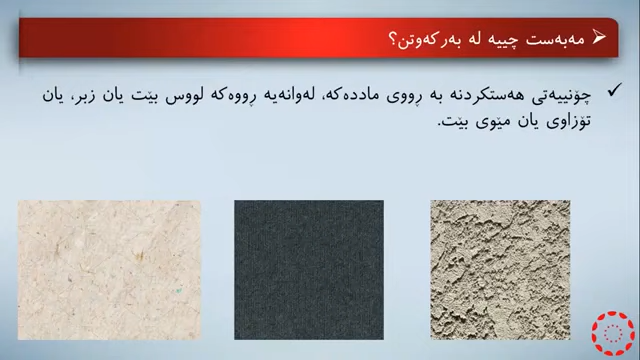 مەبەست چییە لە بەرکەوتن؟
چۆنییەتی هەستکردنە بە ڕووی ماددەکە، لەوانەیە ڕووەکە لووس بێت یان زبر، یان
تۆزاوی یان مێوی بێت.